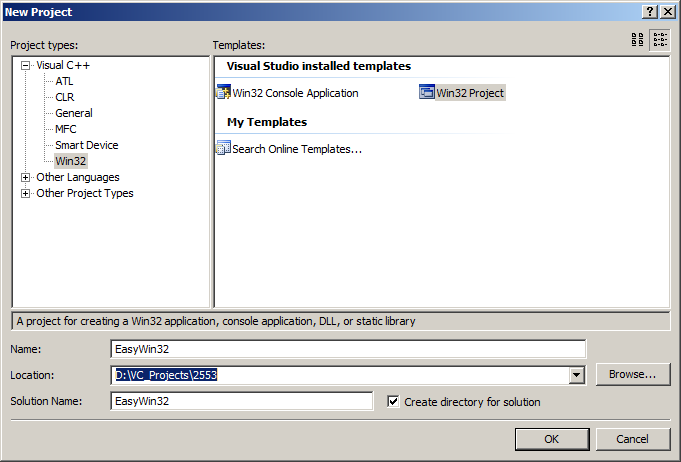 New Project
Project types:
Templates:
Visual C++
ATL
CLR
General
MFC
Smart Device
Win32
Other Languages
Other Project Types
Visual Studio installed templates
Win32 Console Application
Win32 Project
My Templates
Search Online Templates...
A project for creating a Win32 application, console application, DLL, or static library
Name:
EasyWin32
Location:
D:\VC_Projects\2553
Browse...
Solution Name:
EasyWin32
Create directory for solution
OK
Cancel